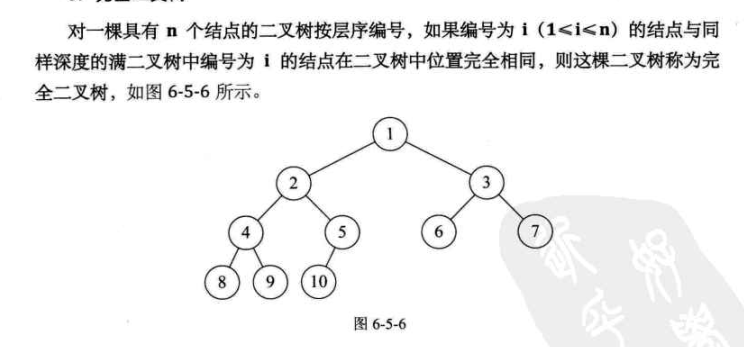 对一棵具有 n 个结点的二叉树按层序编号，如果编号为 i（1≤i≤n）的结点与同
样深度的满二叉树中编号为 i 的结点在二叉树中位置完全相同，则这棵二叉树称为完
全二叉树，如图 6-5-6 所示。
1
2 3
4 5 6 7
8 9 10
图 6-5-6